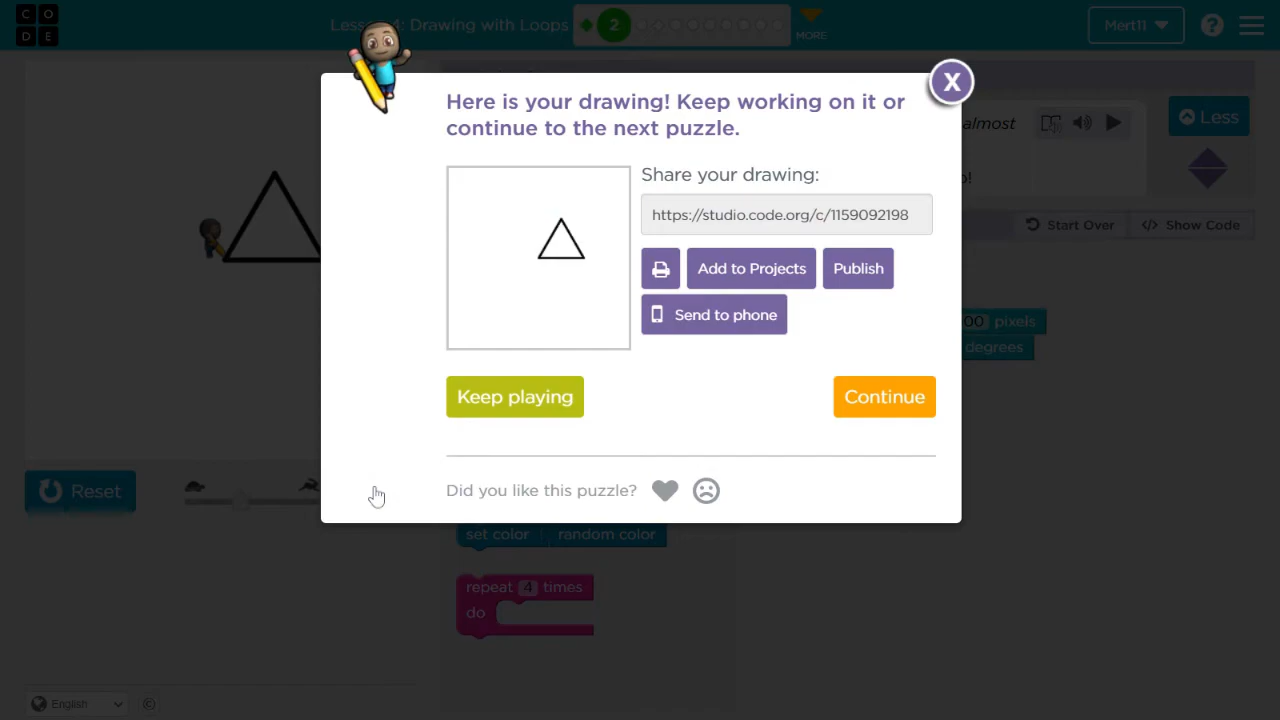 C O
D E
Lesson 4: Drawing with Loops
2
MORE
Mert11
?
X
Here is your drawing! Keep working on it or
continue to the next puzzle.
almost
Less
Share your drawing:
https://studio.code.org/c/1159092198
Start Over
</> Show Code
Add to Projects
Publish
Send to phone
pixels
degrees
Keep playing
Continue
Reset
Did you like this puzzle?
set color
random color
repeat 4 times
do
English
©